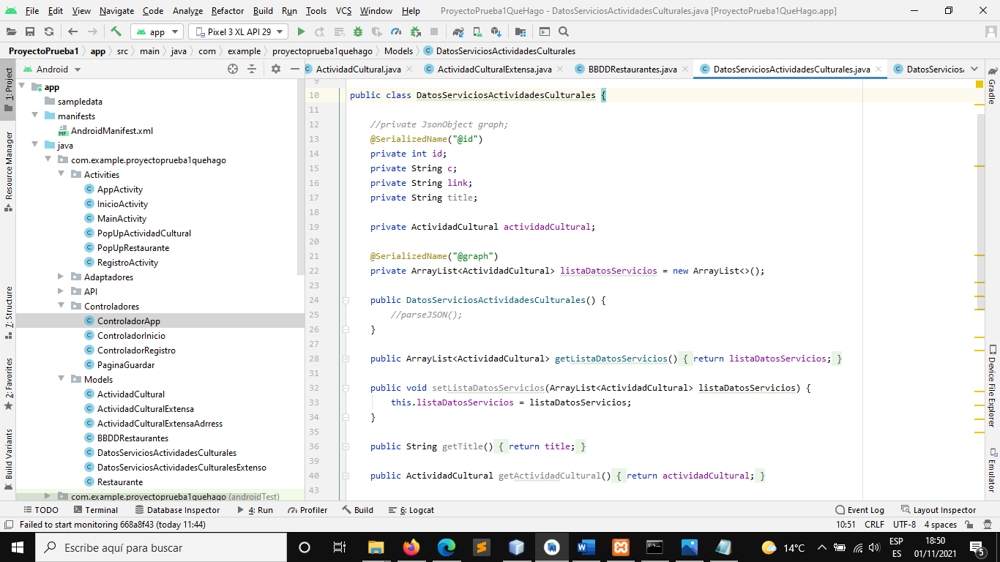 File Edit View Navigate Code Analyze Refactor Build Run Tools VCS Window Help ProyectoPrueba1QueHago - DatosServiciosActividadesCulturales.java [ProyectoPrueba1QueHago.app]
app Pixel 3 XL API 29
ProyectoPrueba1 app src main java com example proyectoprueba1quehago Models DatosServiciosActividadesCulturales
Android
ActividadCultural.java ActividadCulturalExtensa.java BBDDRestaurantes.java DatosServiciosActividadesCulturales.java DatosServicios
1: Project
Resource Manager
7: Structure
2: Favorites
Build Variants
app
sampledata
manifests
AndroidManifest.xml
java
com.example.proyectoprueba1quehago
Activities
AppActivity
InicioActivity
MainActivity
PopUpActividadCultural
PopUpRestaurante
RegistroActivity
Adaptadores
API
Controladores
ControladorApp
ControladorInicio
ControladorRegistro
PaginaGuardar
Models
ActividadCultural
ActividadCulturalExtensa
ActividadCulturalExtensaAdrress
BBDDRestaurantes
DatosServiciosActividadesCulturales
DatosServiciosActividadesCulturalesExtenso
Restaurante
com.example.proyectoprueba1quehago (androidTest)
9
10 public class DatosServiciosActividadesCulturales {
11
12 //private JsonObject graph;
13 @SerializedName("@id")
14 private int id;
15 private String c;
16 private String link;
17 private String title;
18
19 private ActividadCultural actividadCultural;
20
21 @SerializedName("@graph")
22 private ArrayList<ActividadCultural> listaDatosServicios = new ArrayList<>();
23
24 public DatosServiciosActividadesCulturales() {
25 //parseJSON();
26 }
27
28 public ArrayList<ActividadCultural> getListaDatosServicios() { return listaDatosServicios; }
31
32 public void setListaDatosServicios(ArrayList<ActividadCultural> listaDatosServicios) {
33 this.listaDatosServicios = listaDatosServicios;
34 }
35
36 public String getTitle() { return title; }
39
40 public ActividadCultural getActividadCultural() { return actividadCultural; }
43
Gradle
Device File Explorer
Emulator
TODO Terminal Database Inspector 4: Run Profiler Build 6: Logcat Event Log Layout Inspector
Failed to start monitoring 668a8f43 (today 11:44) 10:51 CRLF UTF-8 4 spaces
Escribe aquí para buscar
14°C
ESP
ES
18:50
01/11/2021
5